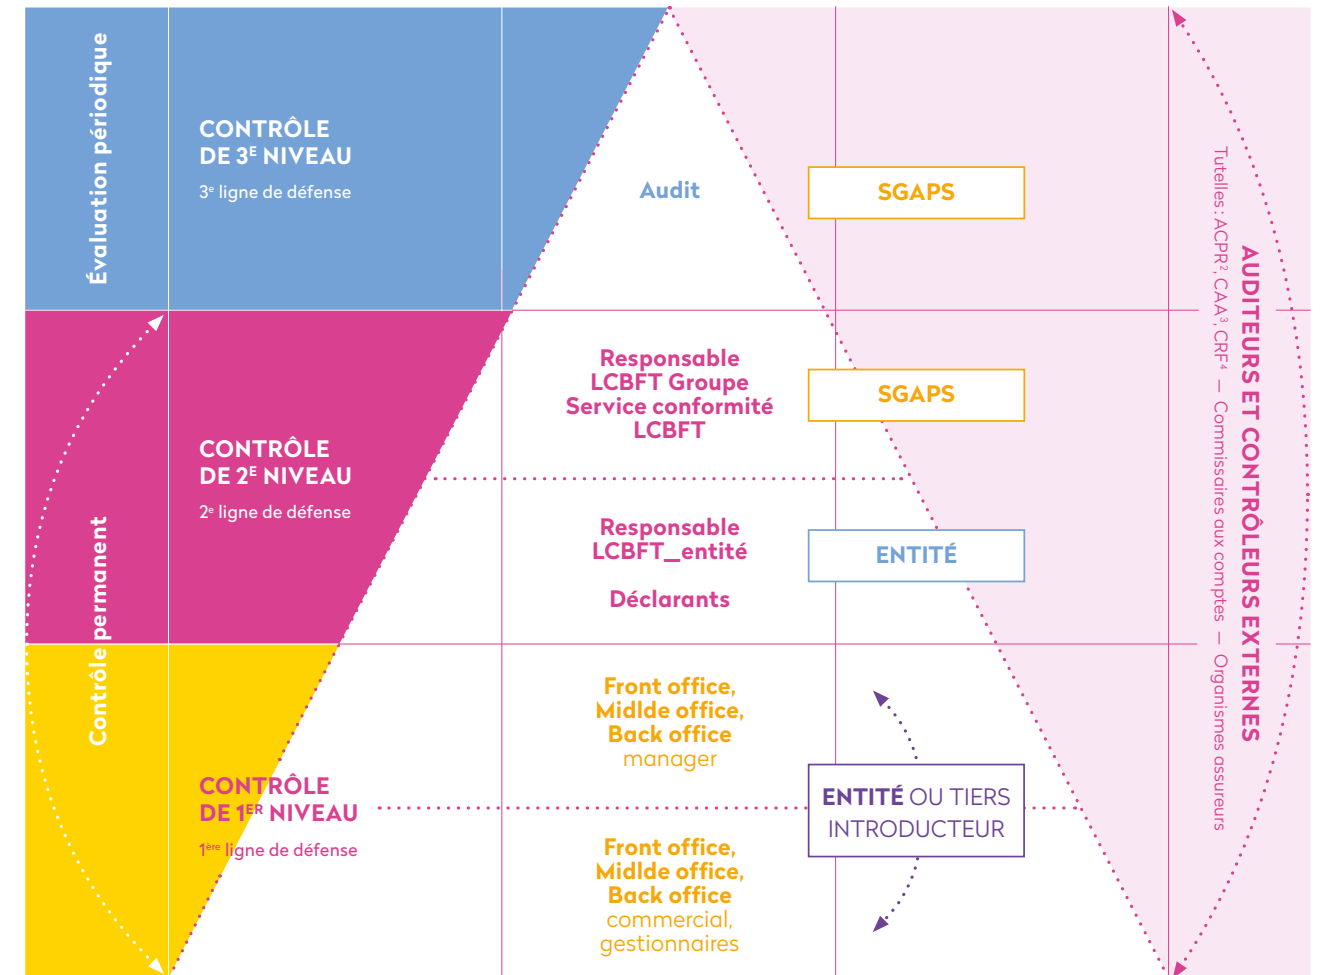 Évaluation périodique
CONTRÔLE
DE 3E NIVEAU
3e ligne de défense
Audit
SGAPS
Contrôle permanent
CONTRÔLE
DE 2E NIVEAU
2e ligne de défense
Responsable
LCBFT Groupe
Service conformité
LCBFT
SGAPS
Responsable
LCBFT_entité
Déclarants
ENTITÉ
CONTRÔLE
DE 1ER NIVEAU
1ère ligne de défense
Front office,
Midlde office,
Back office
manager
ENTITÉ OU TIERS
INTRODUCTEUR
Front office,
Midlde office,
Back office
commercial,
gestionnaires
AUDITEURS ET CONTRÔLEURS EXTERNES
Tutelles : ACPR2, CAA3, CRF4 — Commissaires aux comptes — Organismes assureurs